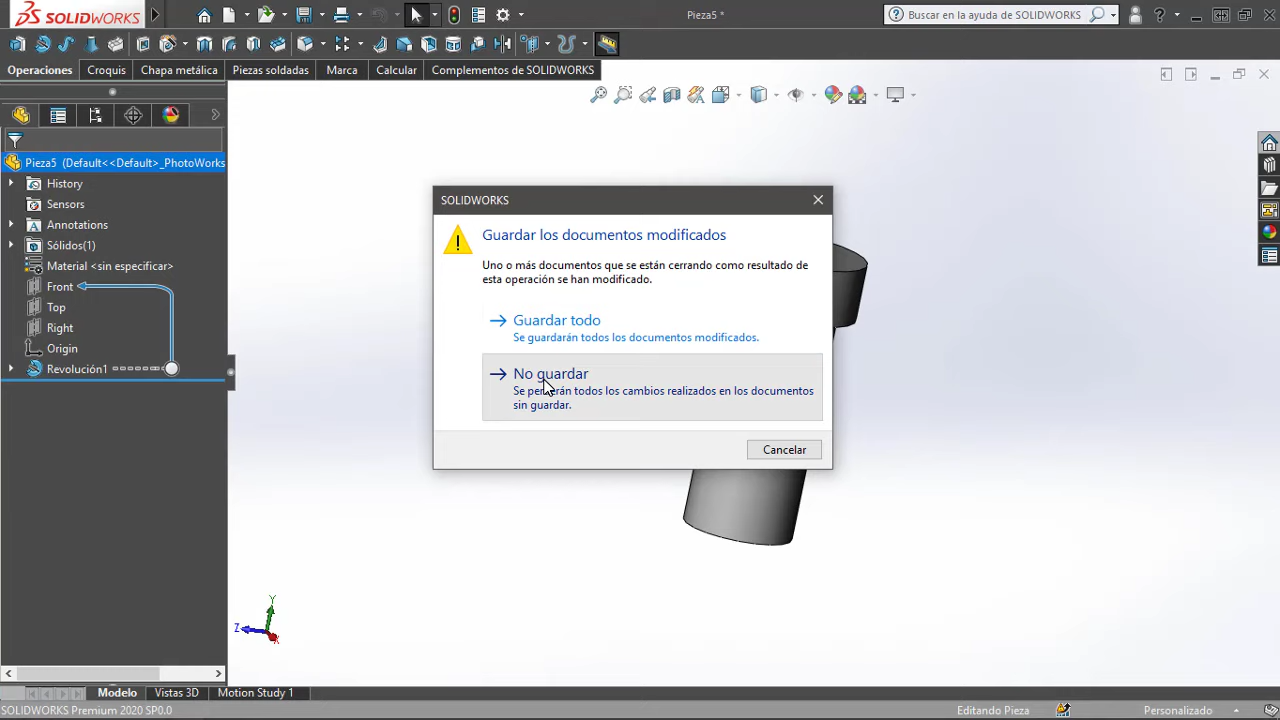 SOLIDWORKS
Pieza5 *
Buscar en la ayuda de SOLIDWORKS
Operaciones
Croquis
Chapa metálica
Piezas soldadas
Marca
Calcular
Complementos de SOLIDWORKS
Pieza5 (Default<<Default>_PhotoWorks
History
Sensors
Annotations
Sólidos(1)
Material <sin especificar>
Front
Top
Right
Origin
Revolución1
SOLIDWORKS
Guardar los documentos modificados
Uno o más documentos que se están cerrando como resultado de
esta operación se han modificado.
Guardar todo
Se guardarán todos los documentos modificados.
No guardar
Se perderán todos los cambios realizados en los documentos
sin guardar.
Cancelar
Y
Z
X
Modelo
Vistas 3D
Motion Study 1
SOLIDWORKS Premium 2020 SP0.0
Editando Pieza
Personalizado